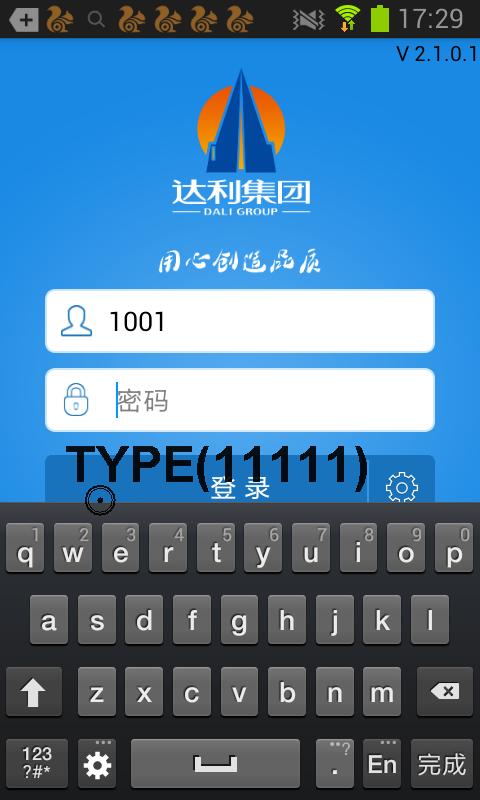 17:29
V 2.1.0.1
达利集团
DALI GROUP
用心创造品质
1001
密码
TYPE(11111)
登录
1 2 3 4 5 6 7 8 9 0
q w e r t y u i o p
a s d f g h j k l
z x c v b n m
123
?#*
. ?
En
完成